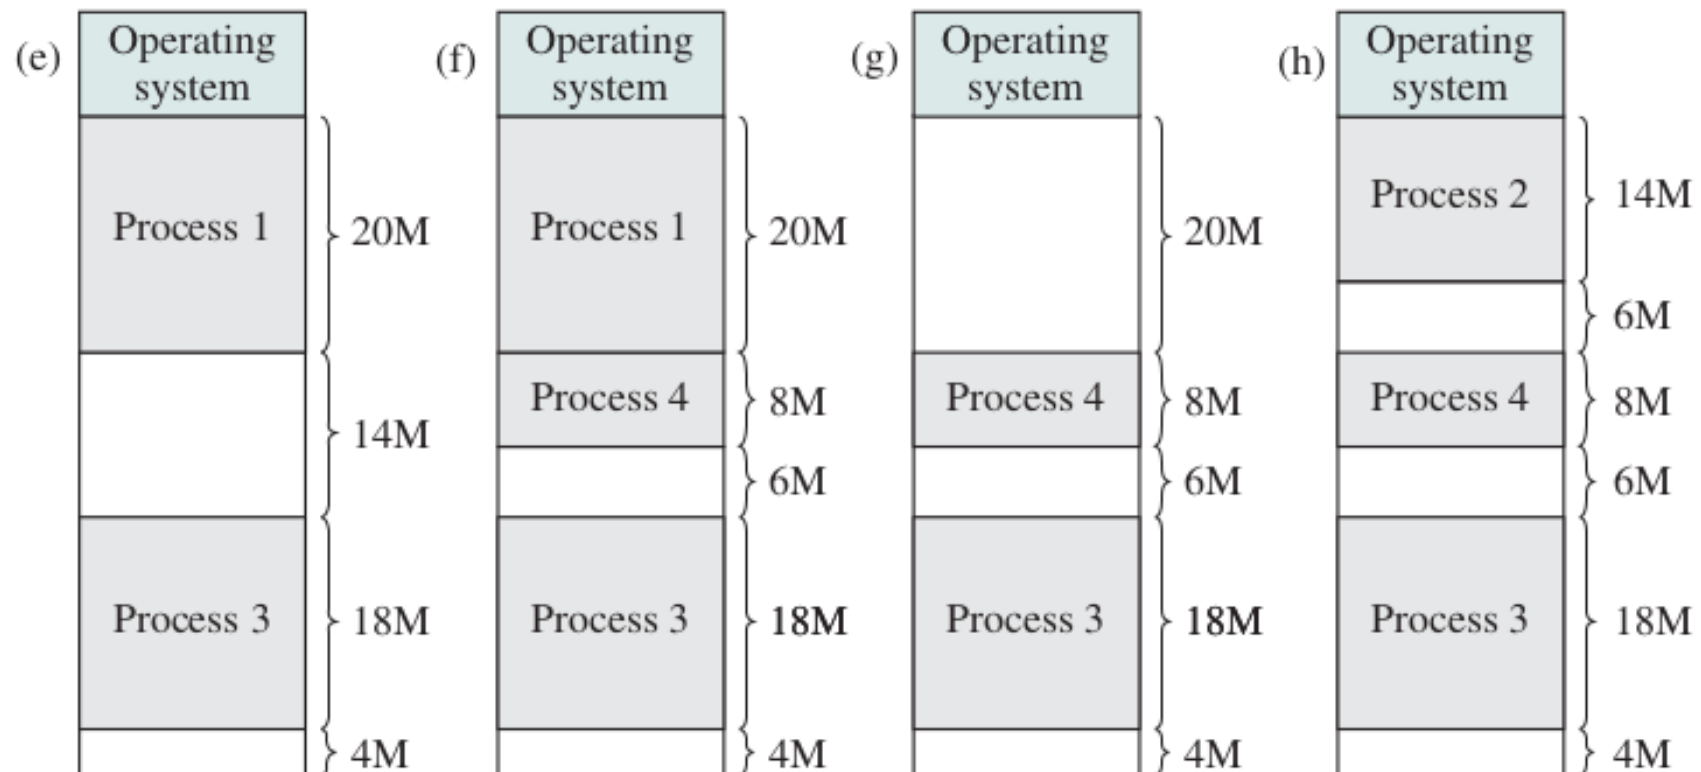 (e)
Operating
system
Process 1
20M
14M
Process 3
18M
4M
(f)
Operating
system
Process 1
20M
Process 4
8M
6M
Process 3
18M
4M
(g)
Operating
system
20M
Process 4
8M
6M
Process 3
18M
4M
(h)
Operating
system
Process 2
14M
6M
Process 4
8M
6M
Process 3
18M
4M